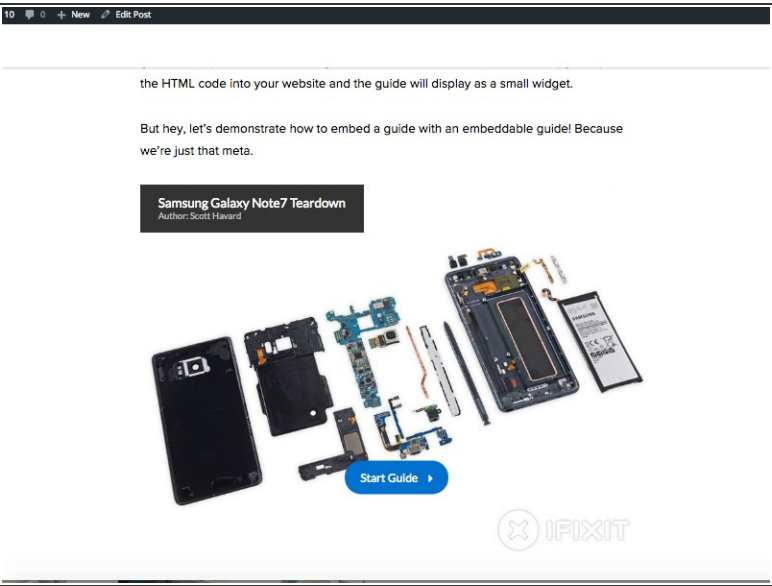 10 0 + New Edit Post
the HTML code into your website and the guide will display as a small widget.
But hey, let's demonstrate how to embed a guide with an embeddable guide! Because
we're just that meta.
Samsung Galaxy Note7 Teardown
Author: Scott Havard
SAMSUNG
Start Guide
IFIXIT